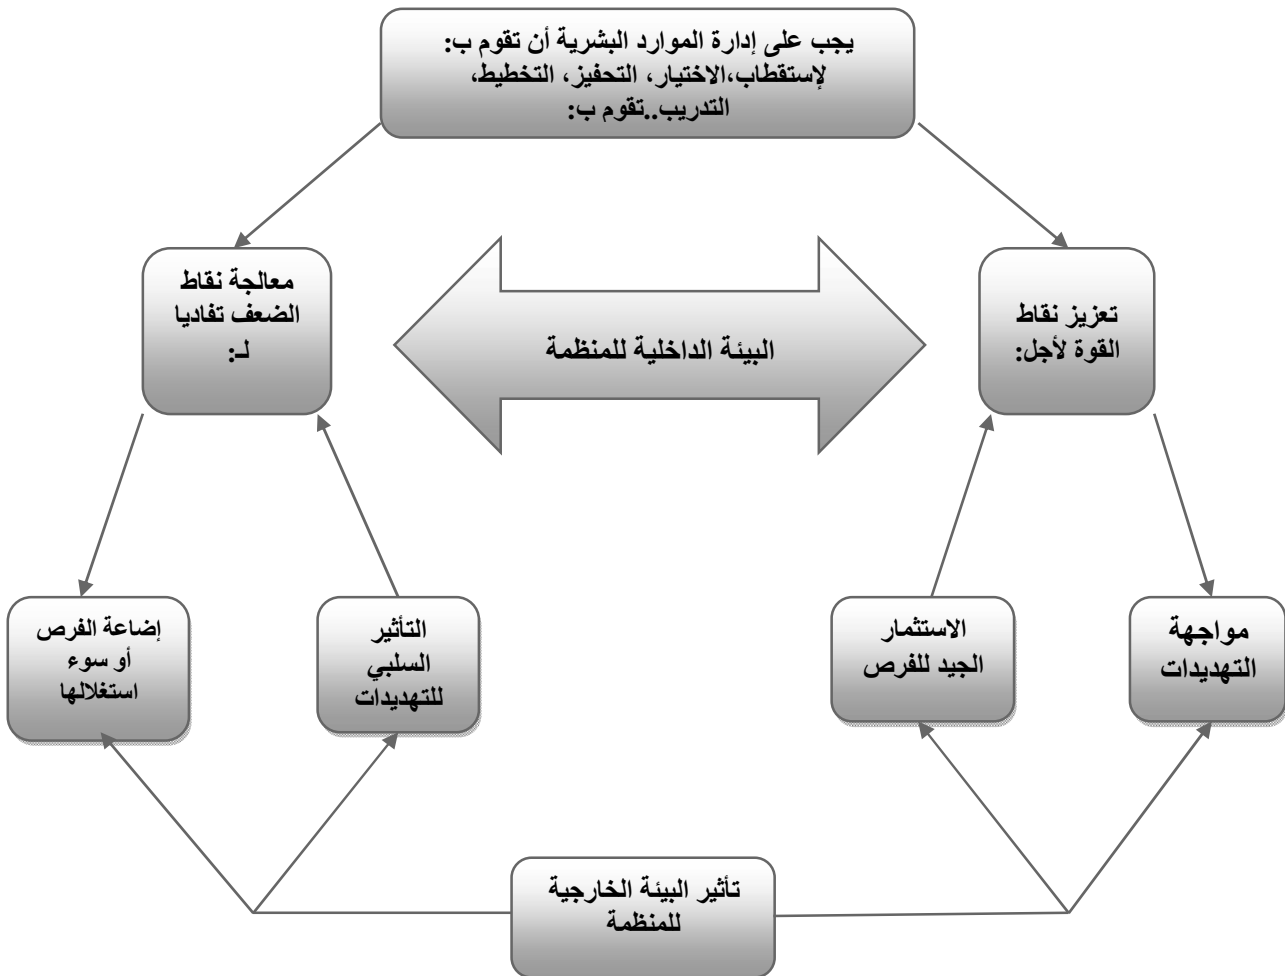 يجب على إدارة الموارد البشرية أن تقوم ب:
لإستقطاب،الاختيار، التحفيز، التخطيط،
التدريب..تقوم ب:
تعزيز نقاط
القوة لأجل:
البيئة الداخلية للمنظمة
معالجة نقاط
الضعف تفاديا
لـ:
مواجهة
التهديدات
الاستثمار
الجيد للفرص
التأثير
السلبي
للتهديدات
إضاعة الفرص
أو سوء
استغلالها
تأثير البيئة الخارجية
للمنظمة